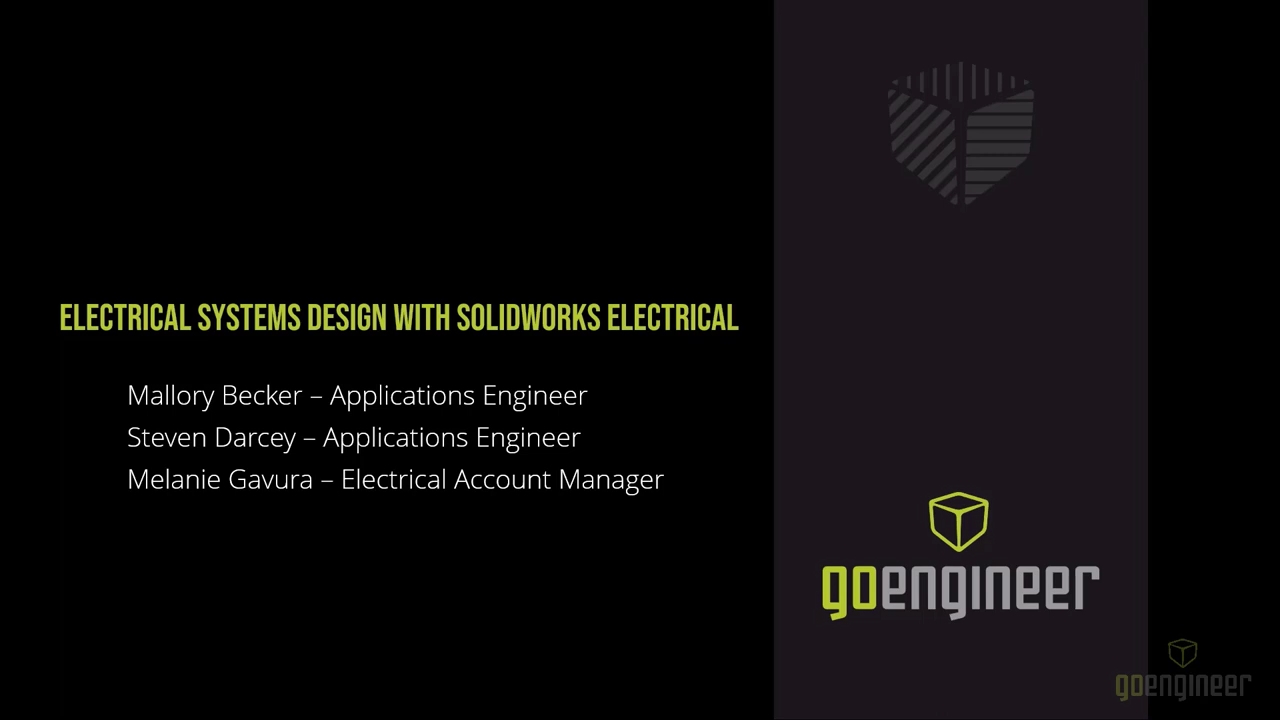 ELECTRICAL SYSTEMS DESIGN WITH SOLIDWORKS ELECTRICAL
Mallory Becker – Applications Engineer
Steven Darcey – Applications Engineer
Melanie Gavura – Electrical Account Manager
goengineer
goengineer